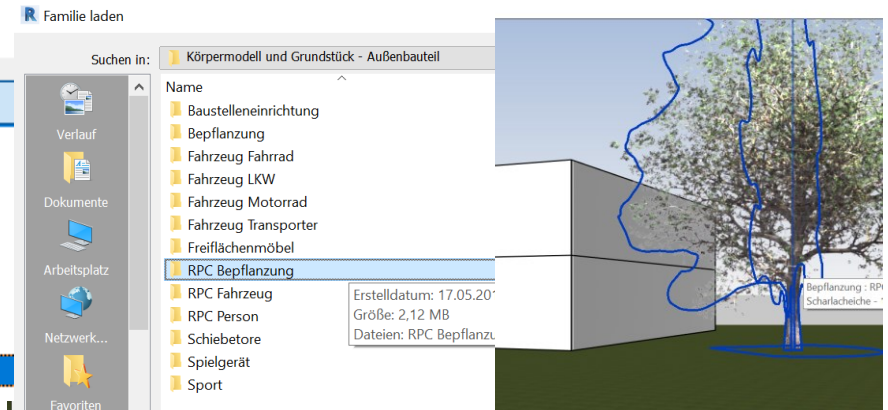 Familie laden
Suchen in:
Körpermodell und Grundstück - Außenbauteil
Name
Verlauf
Dokumente
Arbeitsplatz
Netzwerk...
Favoriten
Baustelleneinrichtung
Bepflanzung
Fahrzeug Fahrrad
Fahrzeug LKW
Fahrzeug Motorrad
Fahrzeug Transporter
Freiflächenmöbel
RPC Bepflanzung
RPC Fahrzeug
RPC Person
Schiebetore
Spielgerät
Sport
Erstelldatum: 17.05.201
Größe: 2,12 MB
Dateien: RPC Bepflanzu
Bepflanzung : RPC
Scharlacheiche -